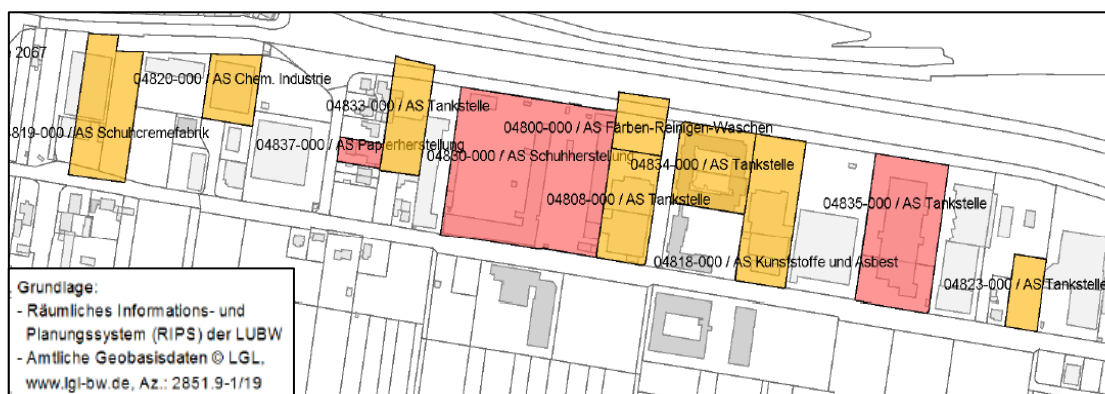 2067
04820-000 / AS Chem. Industrie
04833-000 / AS Tankstelle
04800-000 / AS Färben-Reinigen-Waschen
819-000 / AS Schuhcremefabrik
04837-000 / AS Papierherstellung
04830-000 / AS Schuhherstellung
04834-000 / AS Tankstelle
04808-000 / AS Tankstelle
04835-000 / AS Tankstelle
04818-000 / AS Kunsfstoffe und Asbest
04823-000 / AS Tankstelle
Grundlage:
- Räumliches Informations- und
Planungssystem (RIPS) der LUBW
- Amtliche Geobasisdaten © LGL,
www.lgl-bw.de, Az.: 2851.9-1/19